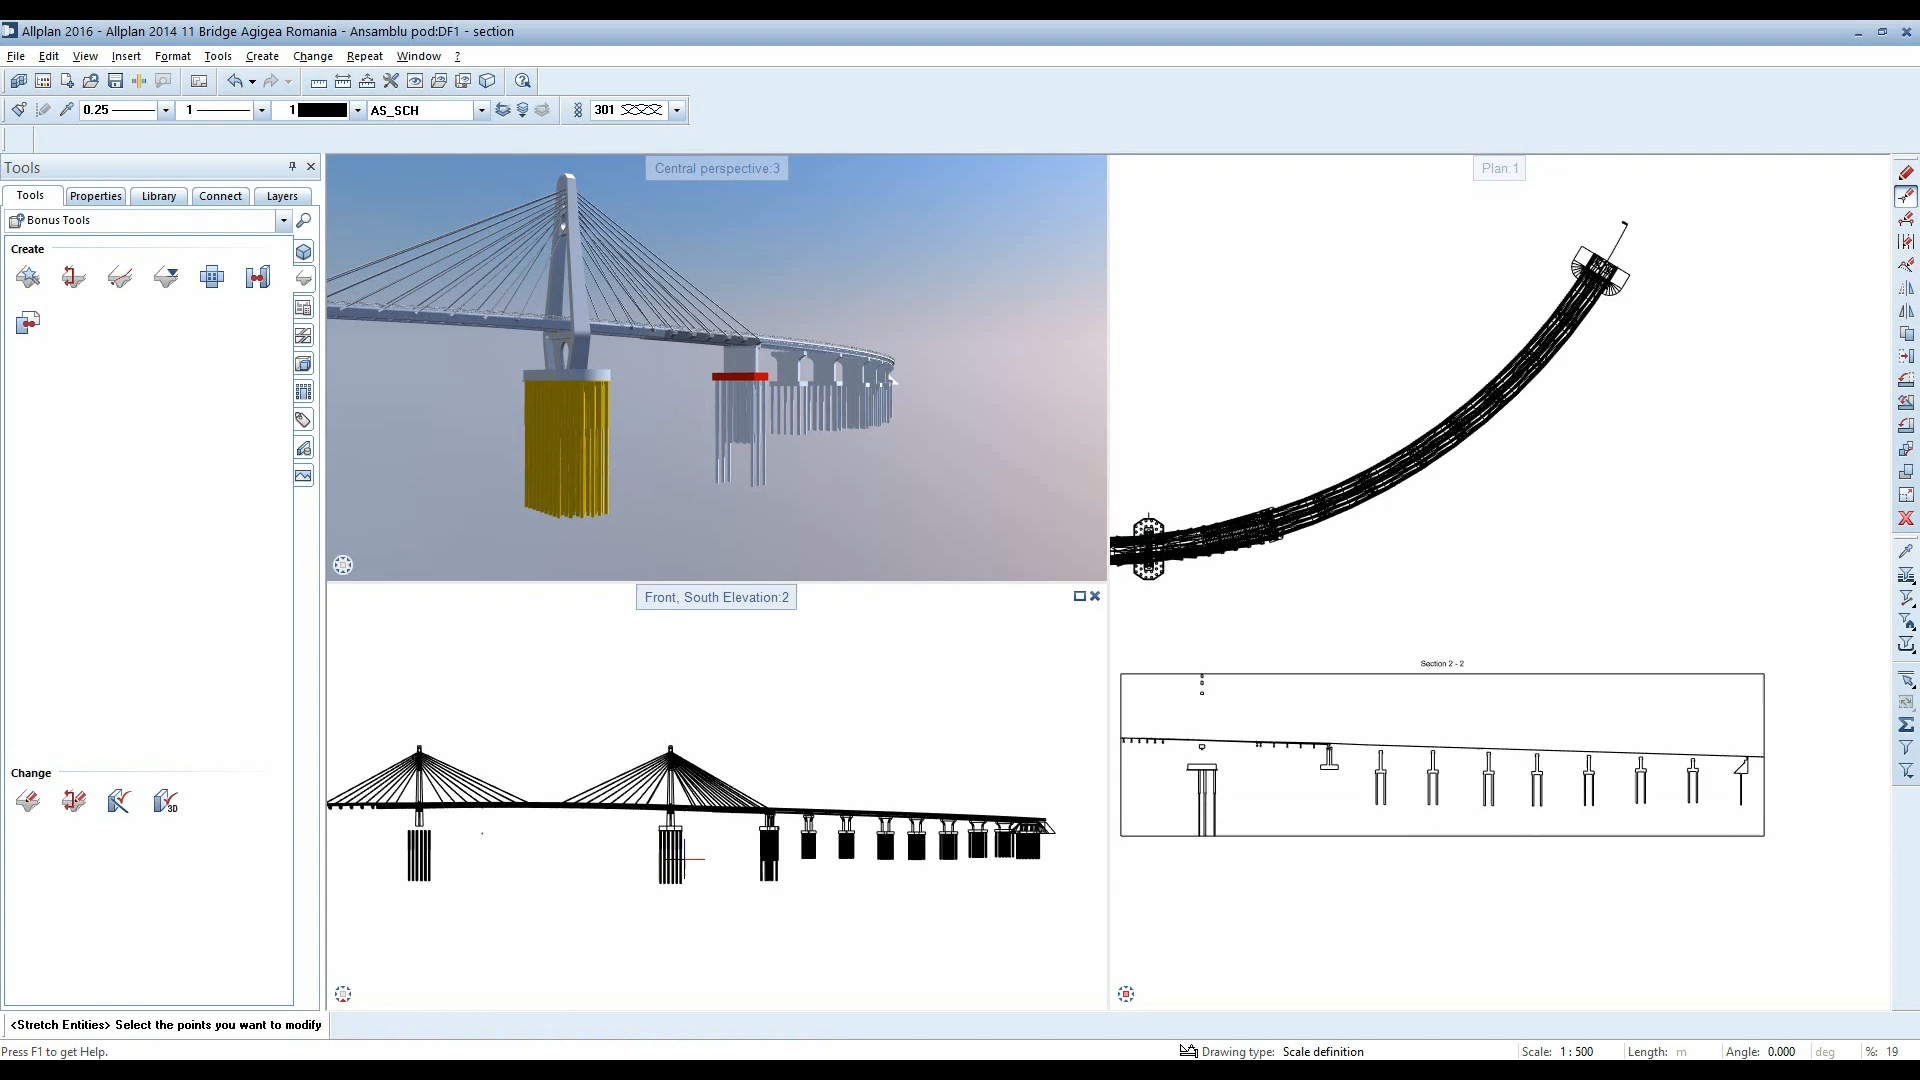 Allplan 2016 - Allplan 2014 11 Bridge Agigea Romania - Ansamblu pod:DF1 - section
File Edit View Insert Format Tools Create Change Repeat Window ?
0.25 1 1 AS_SCH 301
Tools
Tools Properties Library Connect Layers
Bonus Tools
Create
Change
3D
Central perspective:3
Plan:1
Front, South Elevation:2
Section 2 - 2
<Stretch Entities> Select the points you want to modify
Press F1 to get Help.
Drawing type: Scale definition Scale: 1 : 500 Length: m Angle: 0.000 deg %: 19